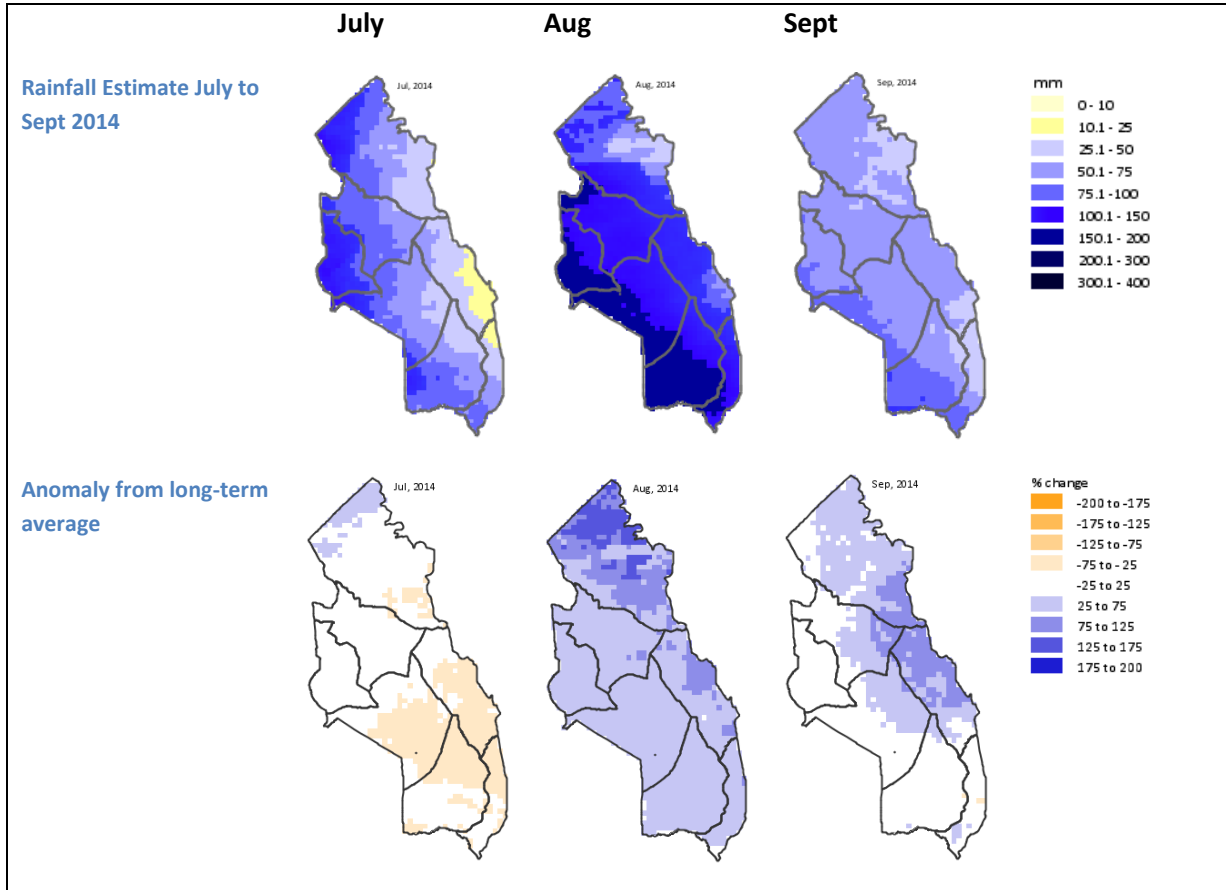 July Aug Sept
Rainfall Estimate July to
Sept 2014
Jul, 2014
Aug, 2014
Sep, 2014
mm
0 - 10
10.1 - 25
25.1 - 50
50.1 - 75
75.1 -100
100.1 - 150
150.1 - 200
200.1 - 300
300.1 - 400
Anomaly from long-term
average
Jul, 2014
Aug, 2014
Sep, 2014
% change
-200 to -175
-175 to -125
-125 to -75
-75 to - 25
-25 to 25
25 to 75
75 to 125
125 to 175
175 to 200